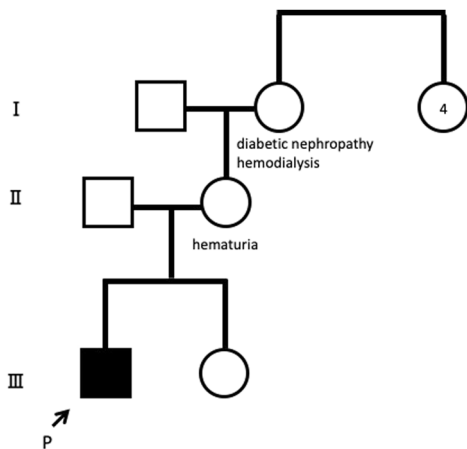 I
4
diabetic nephropathy
hemodialysis
II
hematuria
III
P